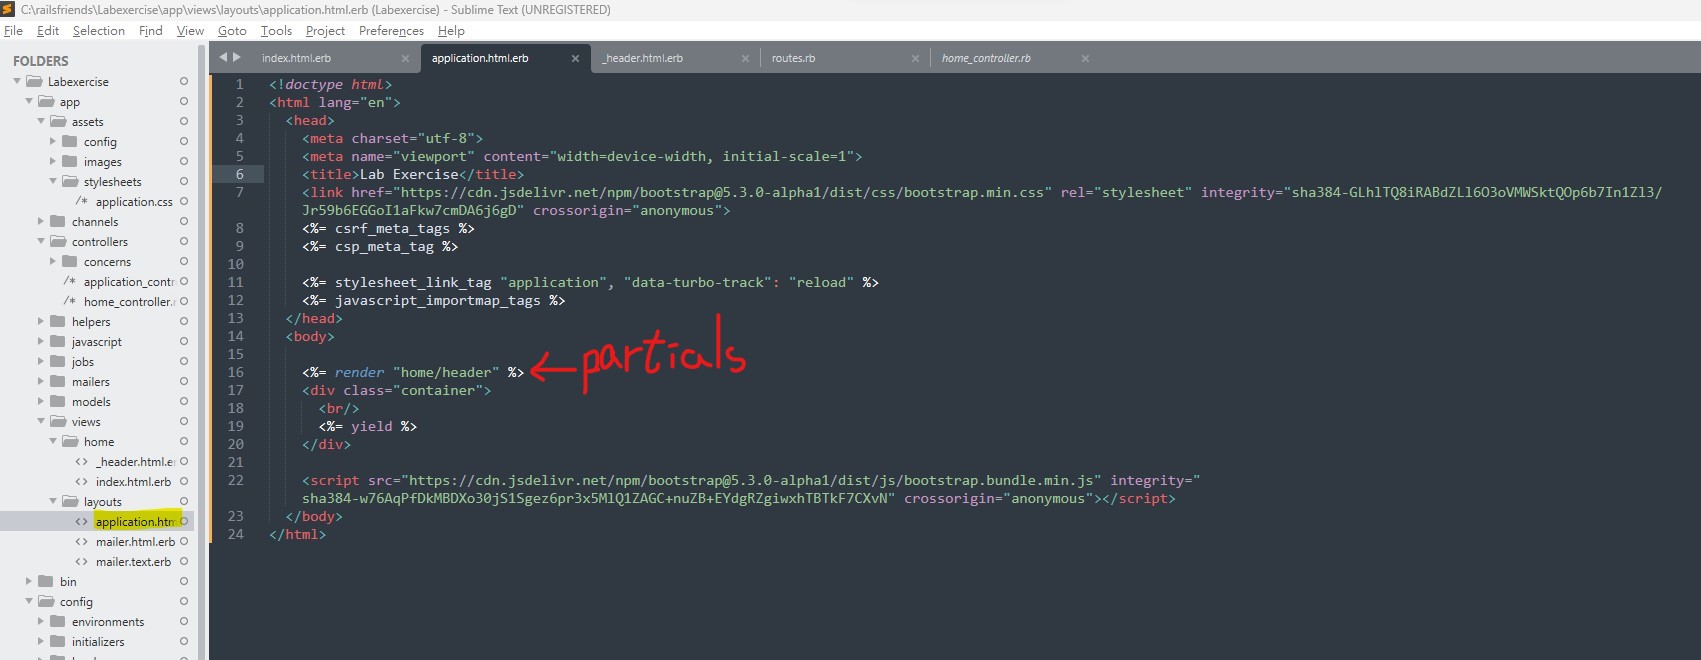 C:\railsfriends\Labexercise\app\views\layouts\application.html.erb (Labexercise) - Sublime Text (UNREGISTERED)
File Edit Selection Find View Goto Tools Project Preferences Help
FOLDERS
Labexercise
app
assets
config
images
stylesheets
/* application.css
channels
controllers
concerns
/* application_contr
/* home_controller.r
helpers
javascript
jobs
mailers
models
views
home
<> _header.html.er
<> index.html.erb
layouts
<> application.htm
<> mailer.html.erb
<> mailer.text.erb
bin
config
environments
initializers
index.html.erb × application.html.erb × _header.html.erb × routes.rb × home_controller.rb ×
1 <!doctype html>
2 <html lang="en">
3 <head>
4 <meta charset="utf-8">
5 <meta name="viewport" content="width=device-width, initial-scale=1">
6 <title>Lab Exercise</title>
7 <link href="https://cdn.jsdelivr.net/npm/bootstrap@5.3.0-alpha1/dist/css/bootstrap.min.css" rel="stylesheet" integrity="sha384-GLhlTQ8iRABdZLl6O3oVMWSktQOp6b7In1Zl3/
Jr59b6EGGoI1aFkw7cmDA6j6gD" crossorigin="anonymous">
8 <%= csrf_meta_tags %>
9 <%= csp_meta_tag %>
10
11 <%= stylesheet_link_tag "application", "data-turbo-track": "reload" %>
12 <%= javascript_importmap_tags %>
13 </head>
14 <body>
15
16 <%= render "home/header" %> ← partials
17 <div class="container">
18 <br/>
19 <%= yield %>
20 </div>
21
22 <script src="https://cdn.jsdelivr.net/npm/bootstrap@5.3.0-alpha1/dist/js/bootstrap.bundle.min.js" integrity="
sha384-w76AqPfDkMBDXo30jS1Sgez6pr3x5MlQ1ZAGC+nuZB+EYdgRZgiwxhTBTkF7CXvN" crossorigin="anonymous"></script>
23 </body>
24 </html>